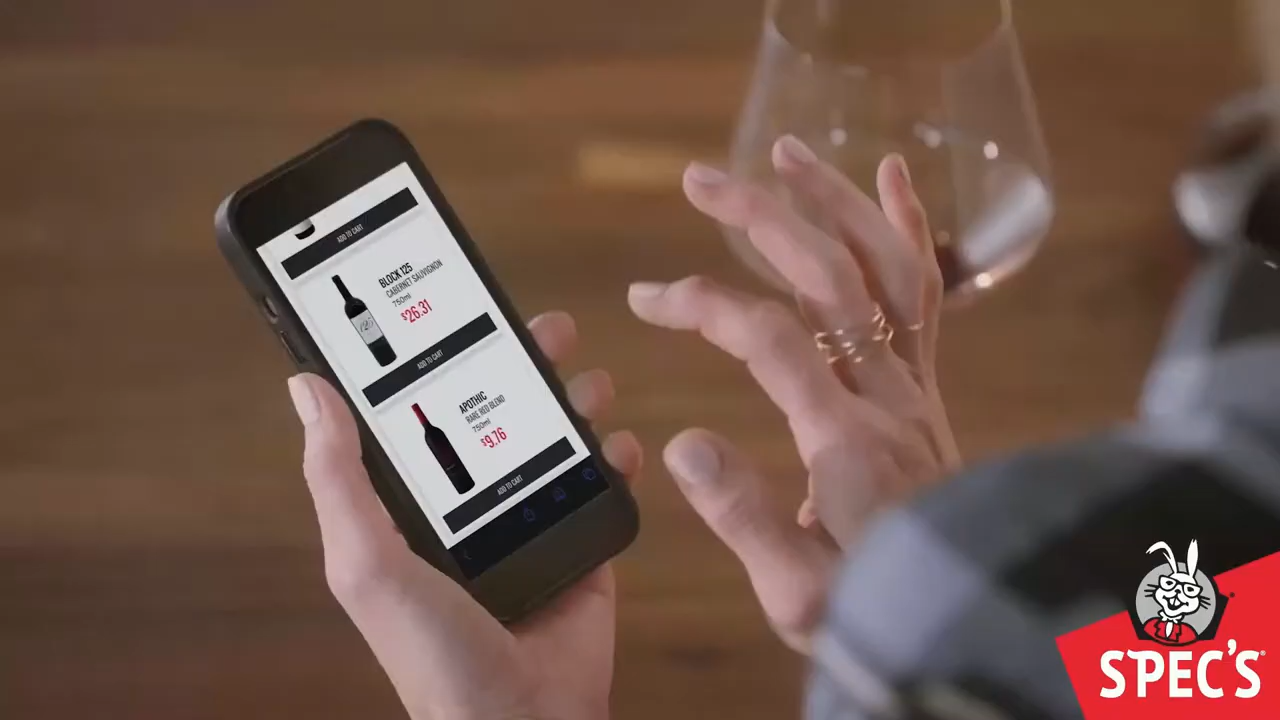 ADD TO CART
BLOCK 125
CABERNET SAUVIGNON
750ml
$26.31
ADD TO CART
APOTHIC
RARE RED BLEND
750ml
$9.76
ADD TO CART
SPEC'S